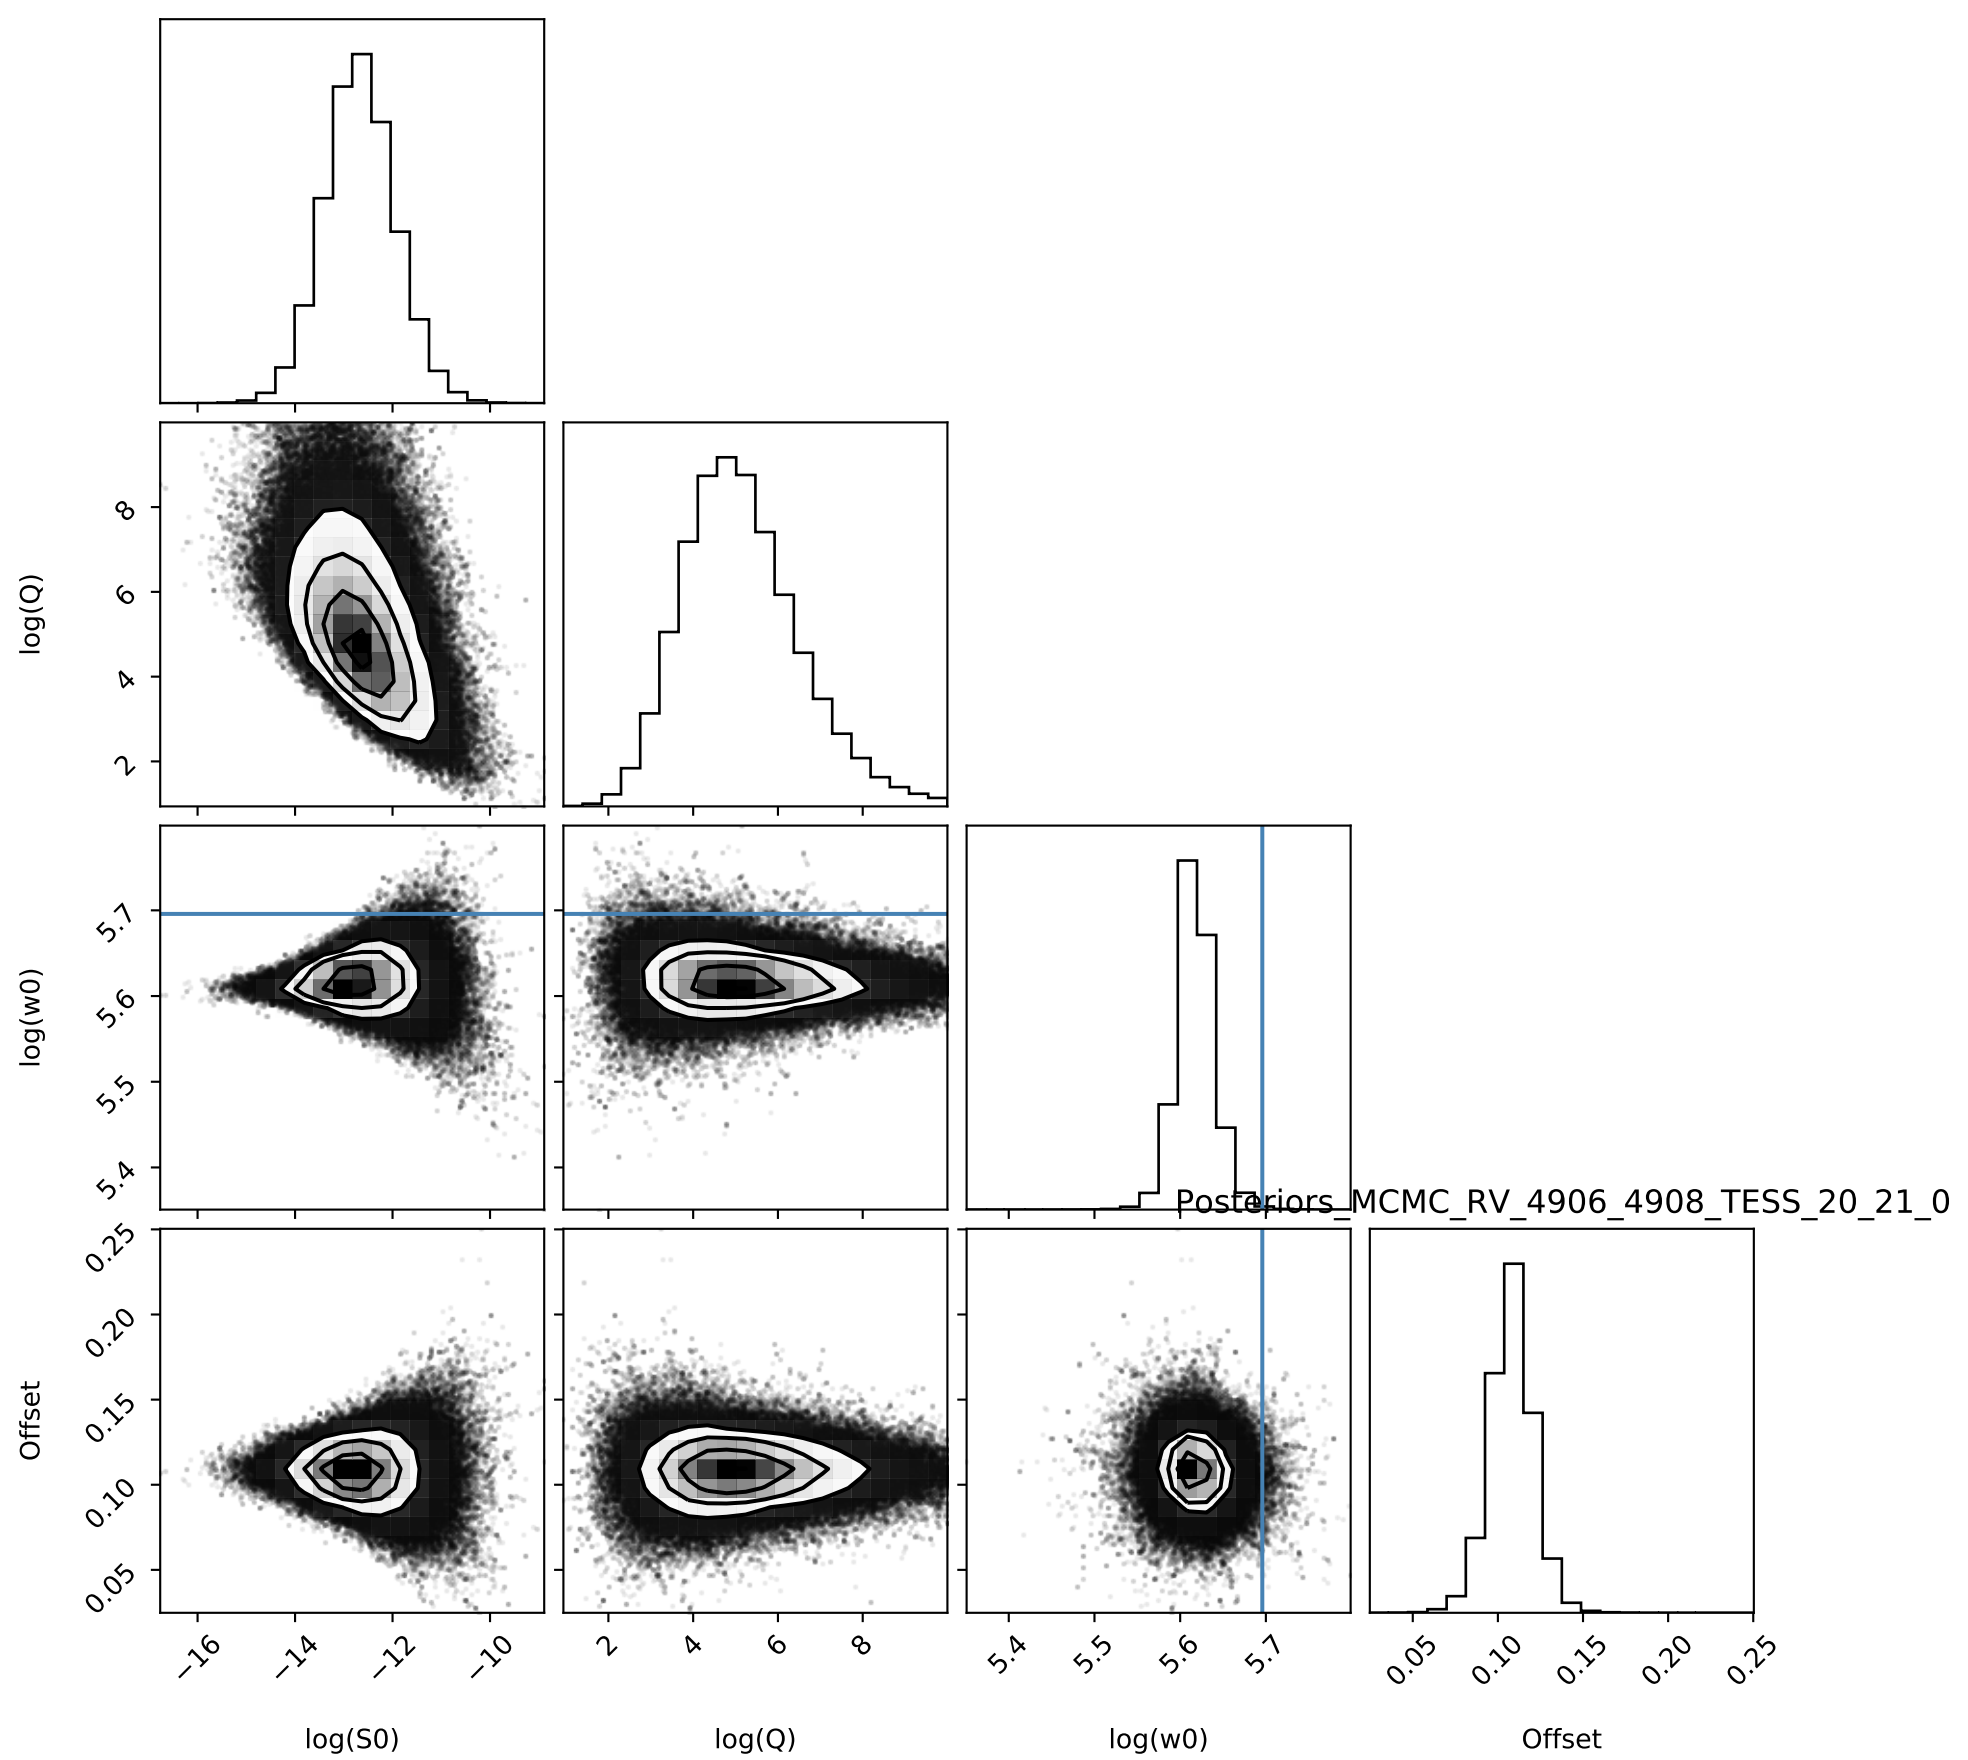 8
6
4
2
log(Q)
5.7
5.6
5.5
5.4
log(w0)
Posteriors_MCMC_RV_4906_4908_TESS_20_21_0
0.25
0.20
0.15
0.10
0.05
Offset
−16 −14 −12 −10 2 4 6 8 5.4 5.5 5.6 5.7 0.05 0.10 0.15 0.20 0.25
log(S0) log(Q) log(w0) Offset